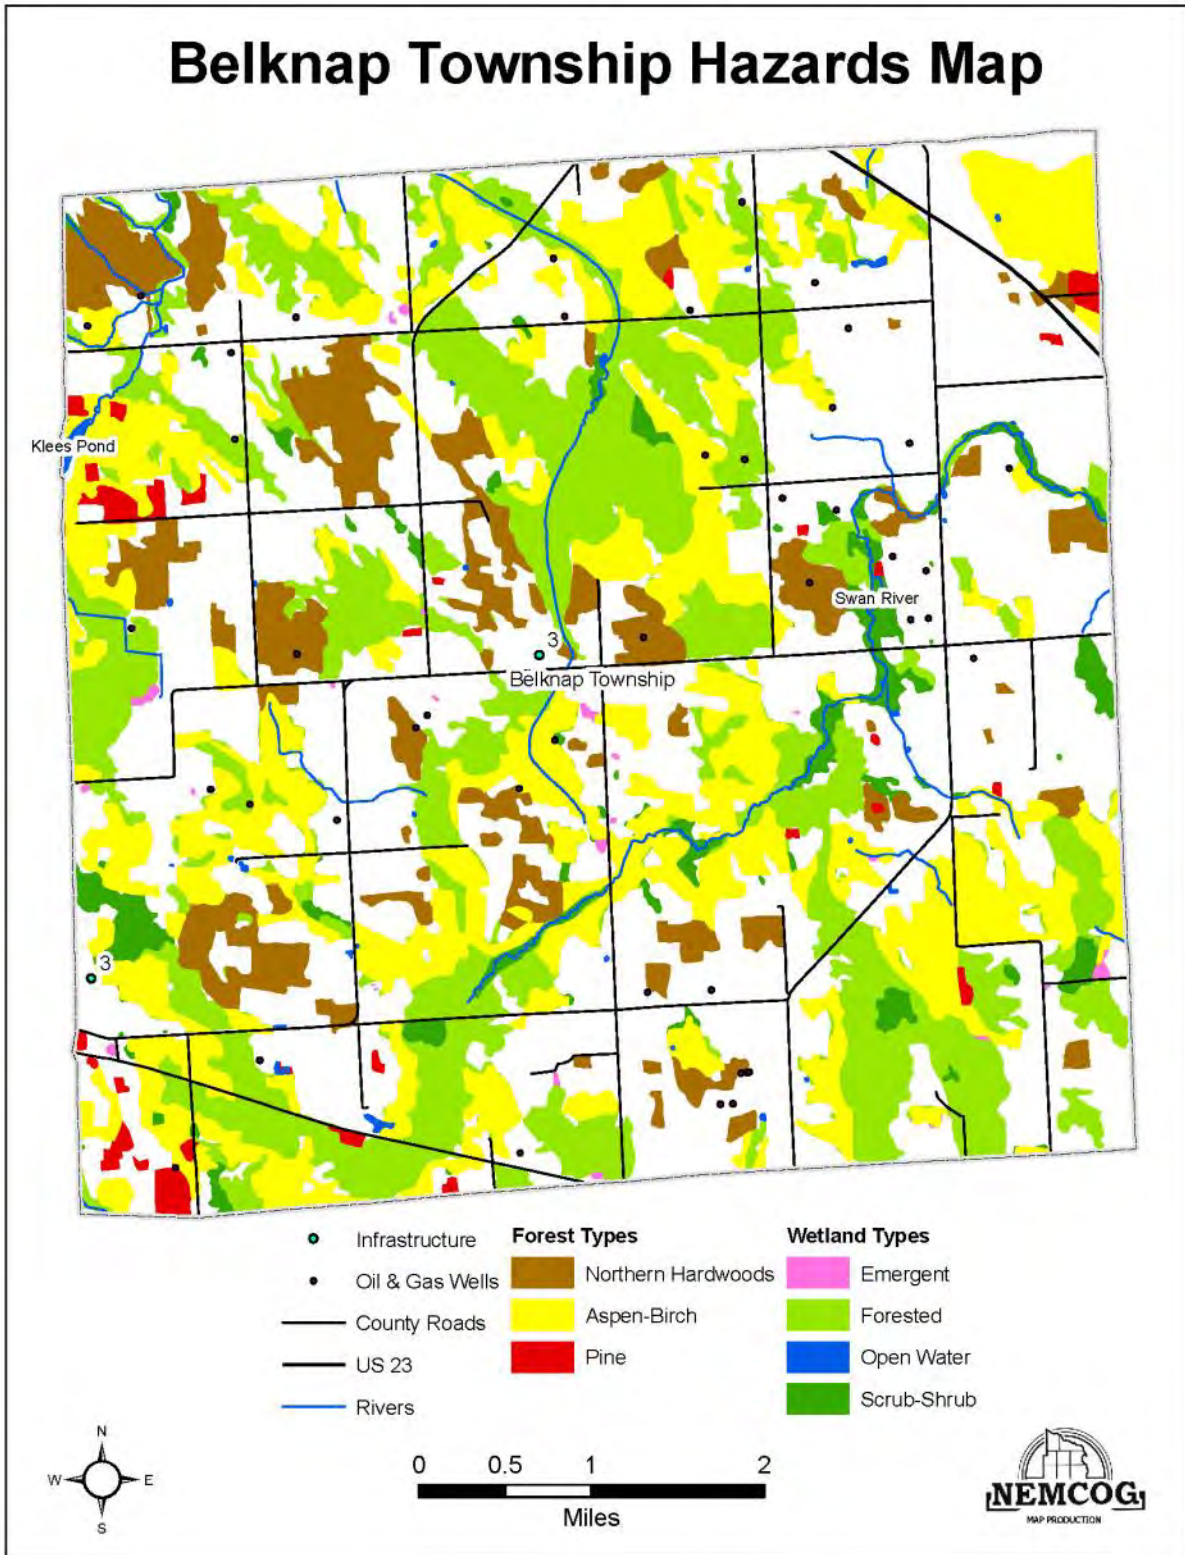 Belknap Township Hazards Map
Klees Pond
Swan River
3
Belknap Township
3
Infrastructure
Oil & Gas Wells
County Roads
US 23
Rivers
Forest Types
Northern Hardwoods
Aspen-Birch
Pine
Wetland Types
Emergent
Forested
Open Water
Scrub-Shrub
N
W E
S
0 0.5 1 2
Miles
NEMCOG
MAP PRODUCTION